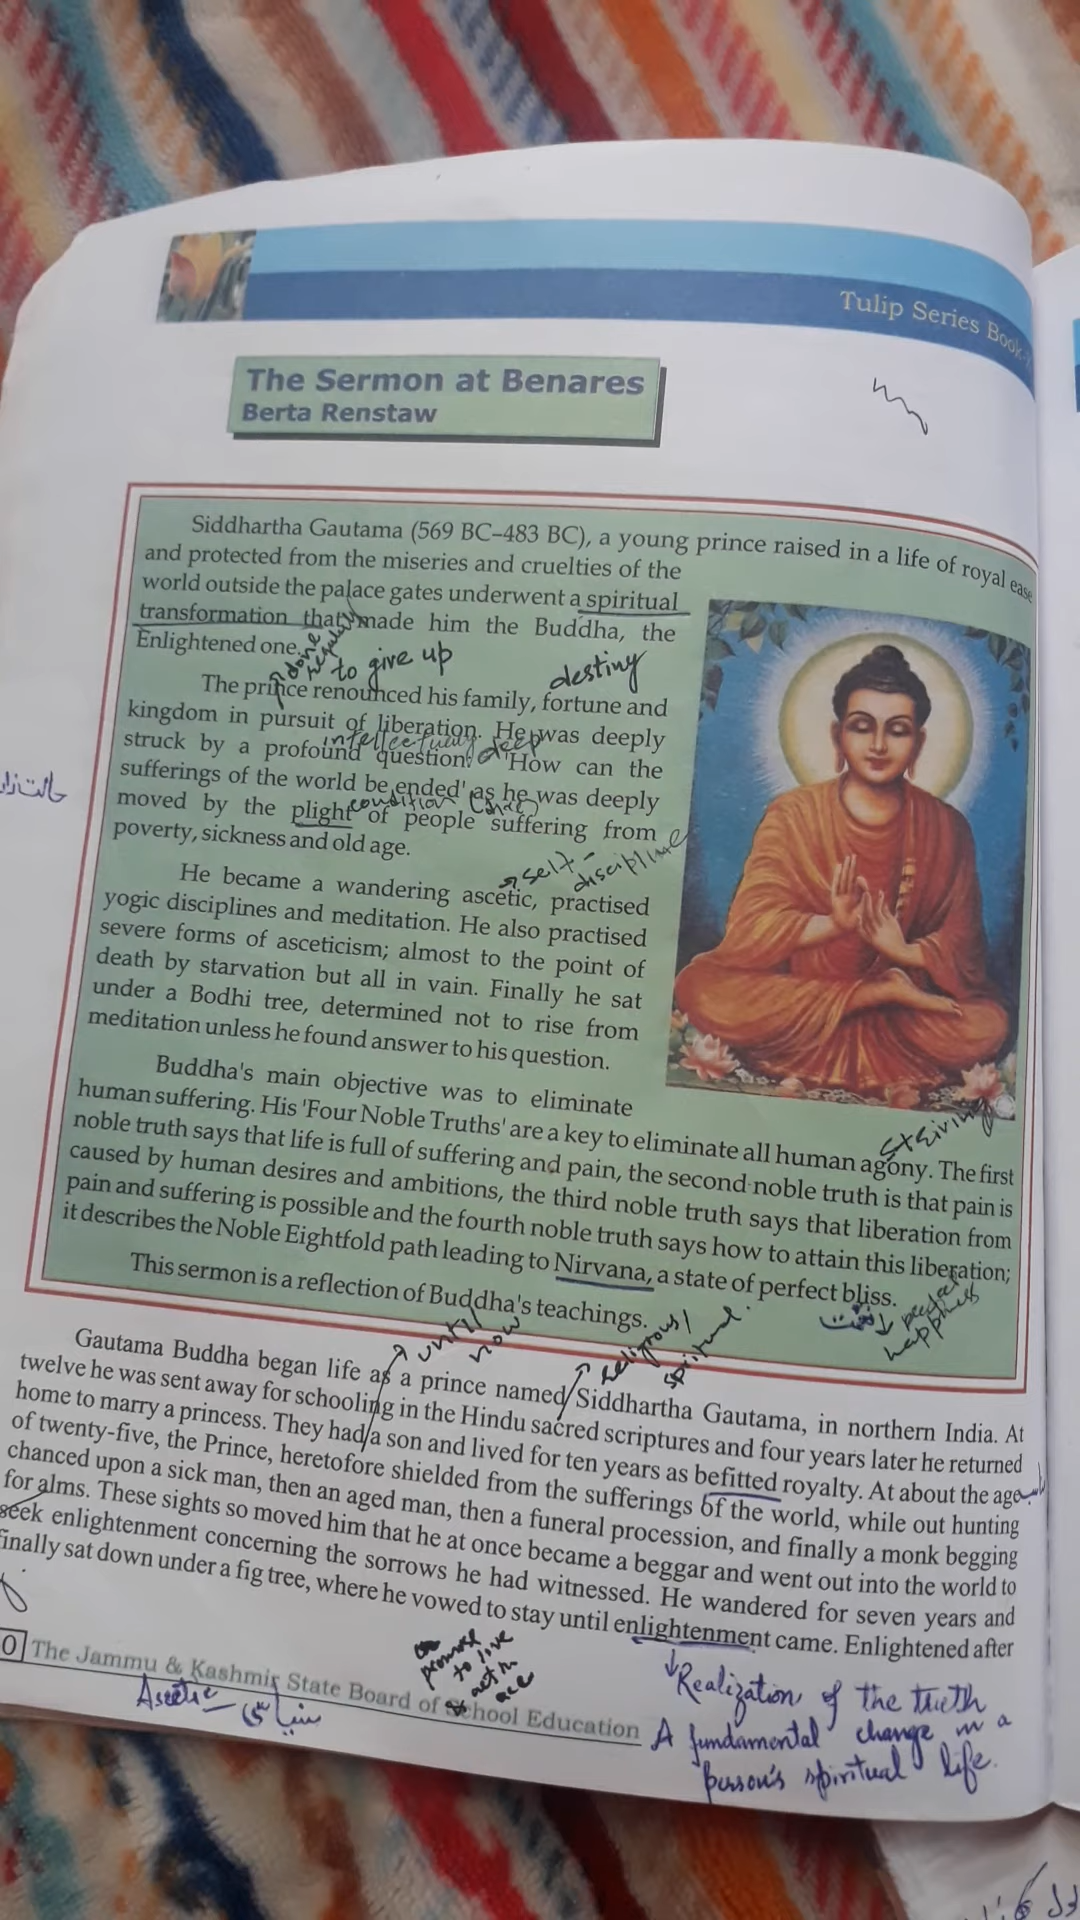 Tulip Series Book-
The Sermon at Benares
Berta Renstaw
Siddhartha Gautama (569 BC–483 BC), a young prince raised in a life of royal ease
and protected from the miseries and cruelties of the
world outside the palace gates underwent a spiritual
transformation that made him the Buddha, the
Enlightened one.
done
to give up
destiny
The prince renounced his family, fortune and
kingdom in pursuit of liberation. He was deeply
deep
struck by a profound question: 'How can the
sufferings of the world be ended' as he was deeply
condition
moved by the plight of people suffering from
poverty, sickness and old age.
حالت زار
self-
discipline
He became a wandering ascetic, practised
yogic disciplines and meditation. He also practised
severe forms of asceticism; almost to the point of
death by starvation but all in vain. Finally he sat
under a Bodhi tree, determined not to rise from
meditation unless he found answer to his question.
Buddha's main objective was to eliminate
human suffering. His 'Four Noble Truths' are a key to eliminate all human agony. The first
striving
noble truth says that life is full of suffering and pain, the second noble truth is that pain is
caused by human desires and ambitions, the third noble truth says that liberation from
pain and suffering is possible and the fourth noble truth says how to attain this liberation;
it describes the Noble Eightfold path leading to Nirvana, a state of perfect bliss.
perfect
happiness
This sermon is a reflection of Buddha's teachings.
until
now
religious/
spiritual.
Gautama Buddha began life as a prince named Siddhartha Gautama, in northern India. At
twelve he was sent away for schooling in the Hindu sacred scriptures and four years later he returned
home to marry a princess. They had a son and lived for ten years as befitted royalty. At about the age
of twenty-five, the Prince, heretofore shielded from the sufferings of the world, while out hunting
chanced upon a sick man, then an aged man, then a funeral procession, and finally a monk begging
for alms. These sights so moved him that he at once became a beggar and went out into the world to
seek enlightenment concerning the sorrows he had witnessed. He wandered for seven years and
finally sat down under a fig tree, where he vowed to stay until enlightenment came. Enlightened after
promise
to live
act in
0 The Jammu & Kashmir State Board of School Education
Ascetic – سنیاسی
Realization of the truth
A fundamental change in a
person's spiritual life.